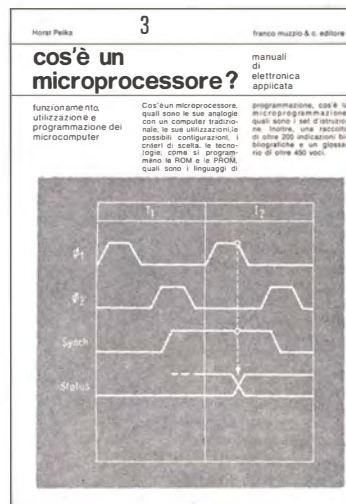 Horst Pelka
3
franco muzzio & c. editore
cos'è un
microprocessore?
manuali
di
elettronica
applicata
funzionamento,
utilizzazione e
programmazione dei
microcomputer
Cos'è un microprocessore,
quali sono le sue analogie
con un computer tradizio-
nale, le sue utilizzazioni, le
possibili configurazioni, i
criteri di scelta, le tecno-
logie; come si program-
mano le ROM e le PROM,
quali sono i linguaggi di
programmazione, cos'è la
microprogrammazione,
quali sono i set d'istruzio-
ne. Inoltre, una raccolta
di oltre 200 indicazioni bi-
bliografiche e un glossa-
rio di oltre 450 voci.
T1 T2
Ø1
Ø2
Synch
Status